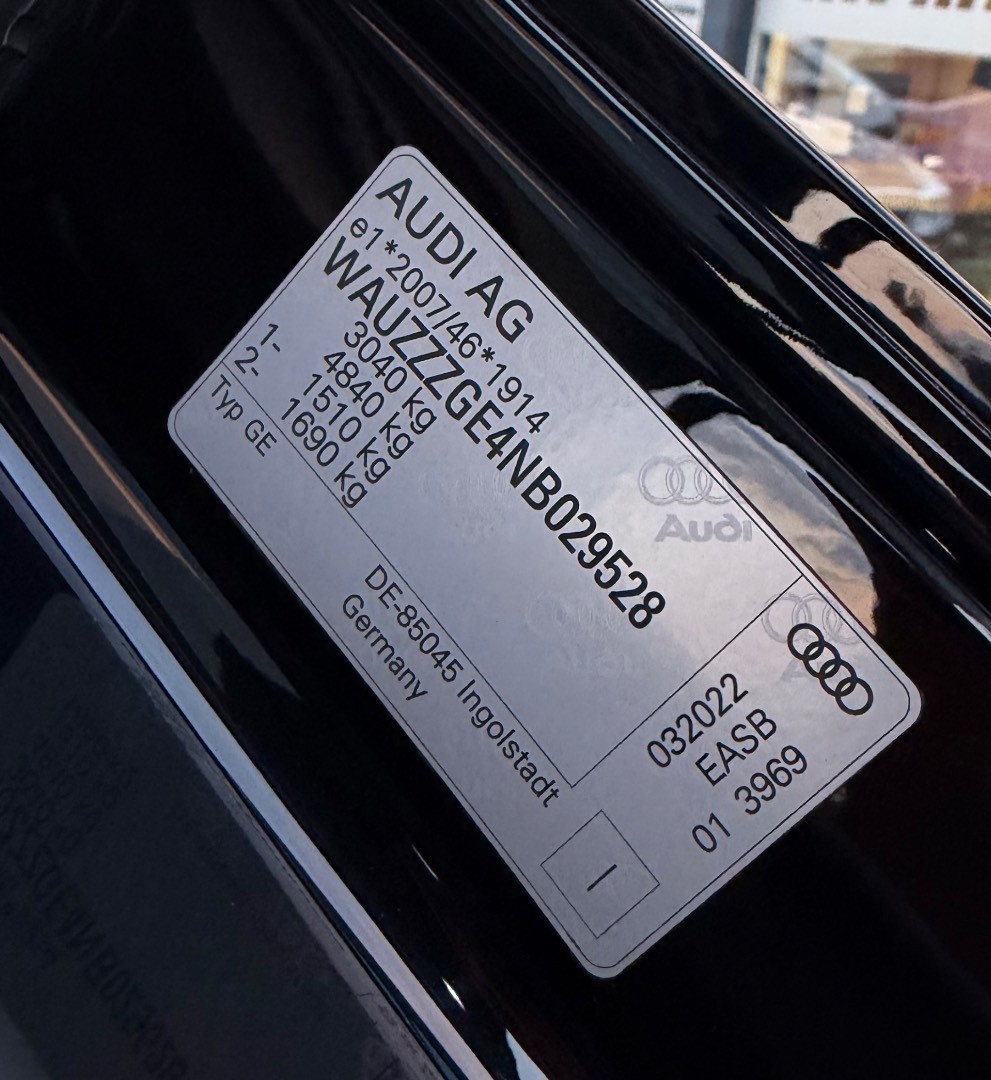 AUDI AG
e1*2007/46*1914
WAUZZZGE4NB029528
3040 kg
4840 kg
1- 1510 kg
2- 1690 kg
Typ GE
DE-85045 Ingolstadt
Germany
Audi
032022
EASB
01 3969